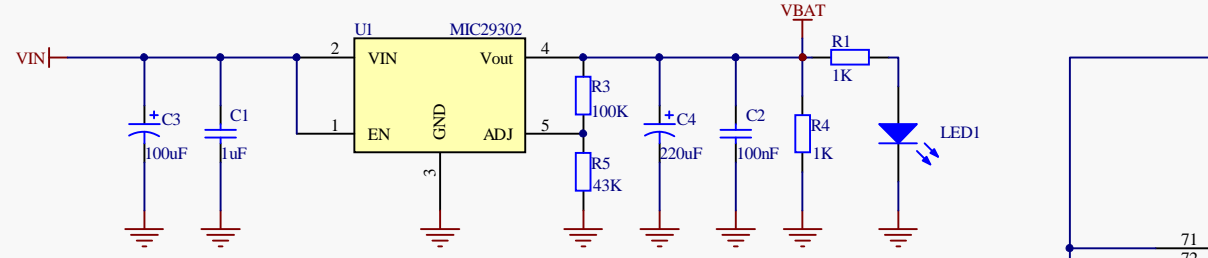 VBAT
U1 MIC29302
R1
VIN 2 VIN Vout 4
1K
R3
100K
C3 C1 1 EN GND ADJ 5 C4 C2 R4 LED1
100uF 1uF 220uF 100nF 1K
3
R5
43K
71